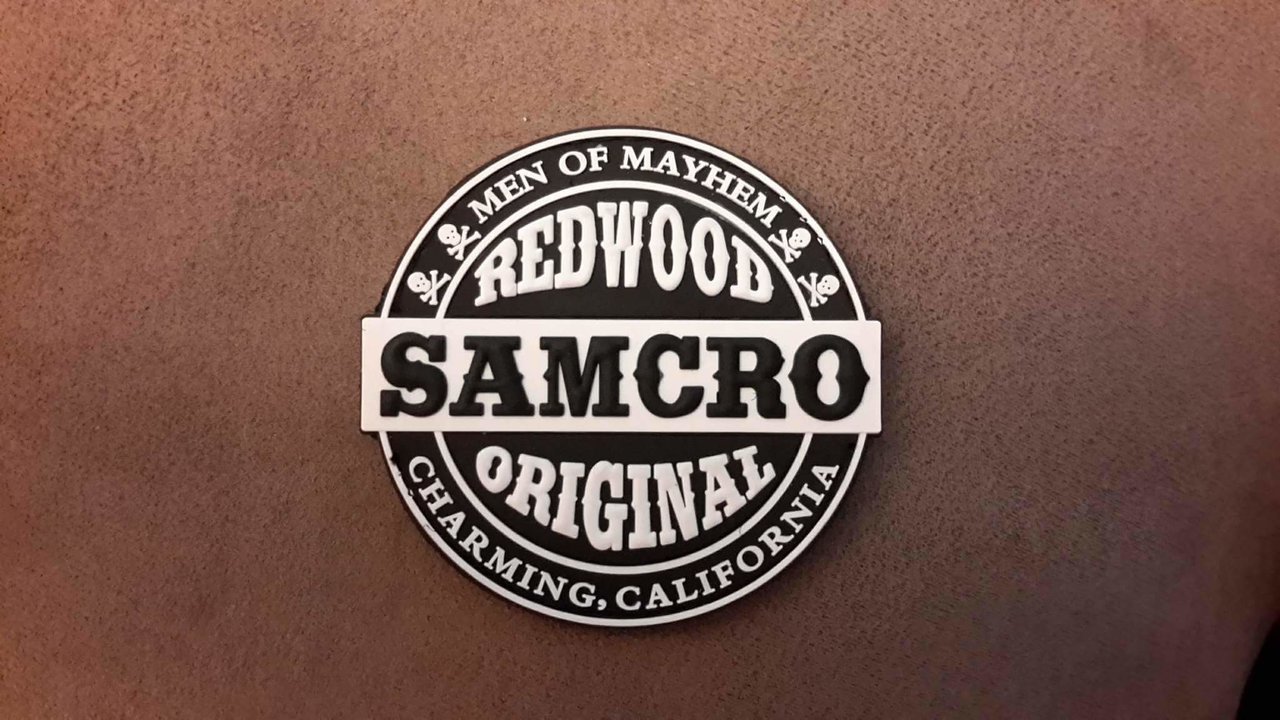 MEN OF MAYHEM
REDWOOD
SAMCRO
ORIGINAL
CHARMING, CALIFORNIA